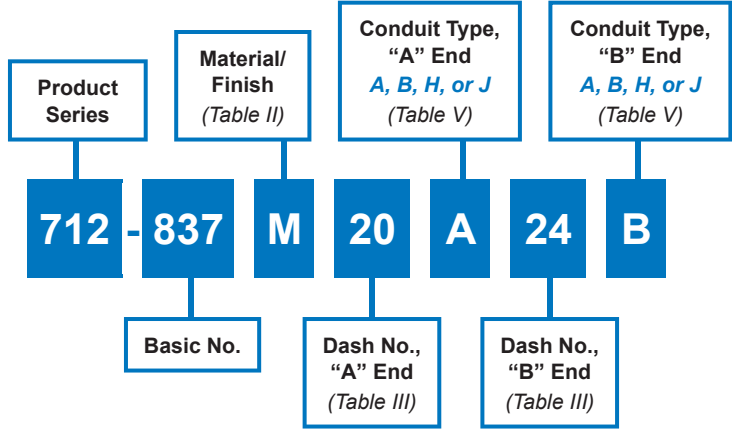 Product
Series
Material/
Finish
(Table II)
Conduit Type,
“A” End
A, B, H, or J
(Table V)
Conduit Type,
“B” End
A, B, H, or J
(Table V)
712 - 837 M 20 A 24 B
Basic No.
Dash No.,
“A” End
(Table III)
Dash No.,
“B” End
(Table III)